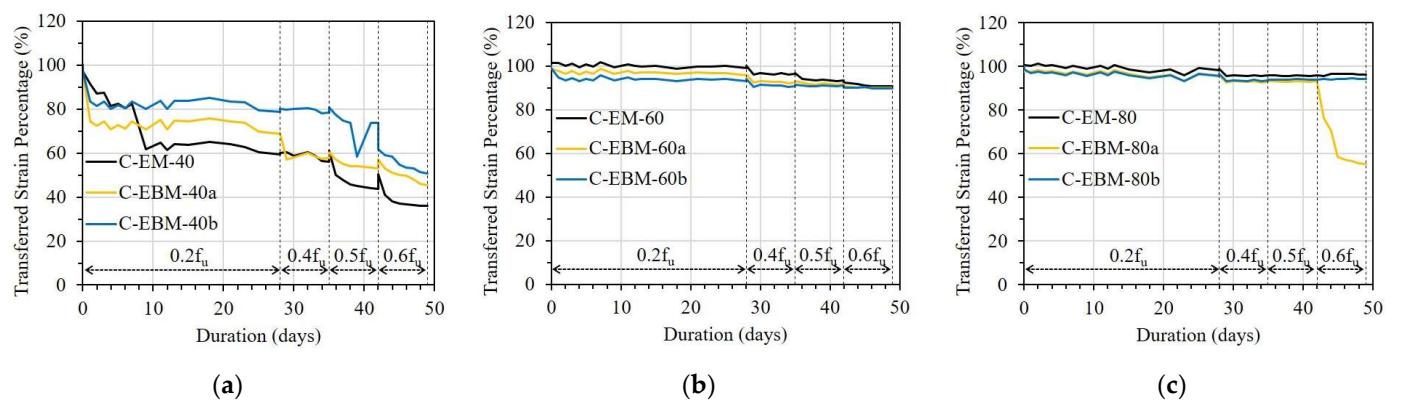 Transferred Strain Percentage (%)
120
100
80
60
40
20
0
C-EM-40
C-EBM-40a
C-EBM-40b
0.2fu 0.4fu 0.5fu 0.6fu
0 10 20 30 40 50
Duration (days)
(a)
Transferred Strain Percentage (%)
120
100
80
60
40
20
0
C-EM-60
C-EBM-60a
C-EBM-60b
0.2fu 0.4fu 0.5fu 0.6fu
0 10 20 30 40 50
Duration (days)
(b)
Transferred Strain Percentage (%)
120
100
80
60
40
20
0
C-EM-80
C-EBM-80a
C-EBM-80b
0.2fu 0.4fu 0.5fu 0.6fu
0 10 20 30 40 50
Duration (days)
(c)